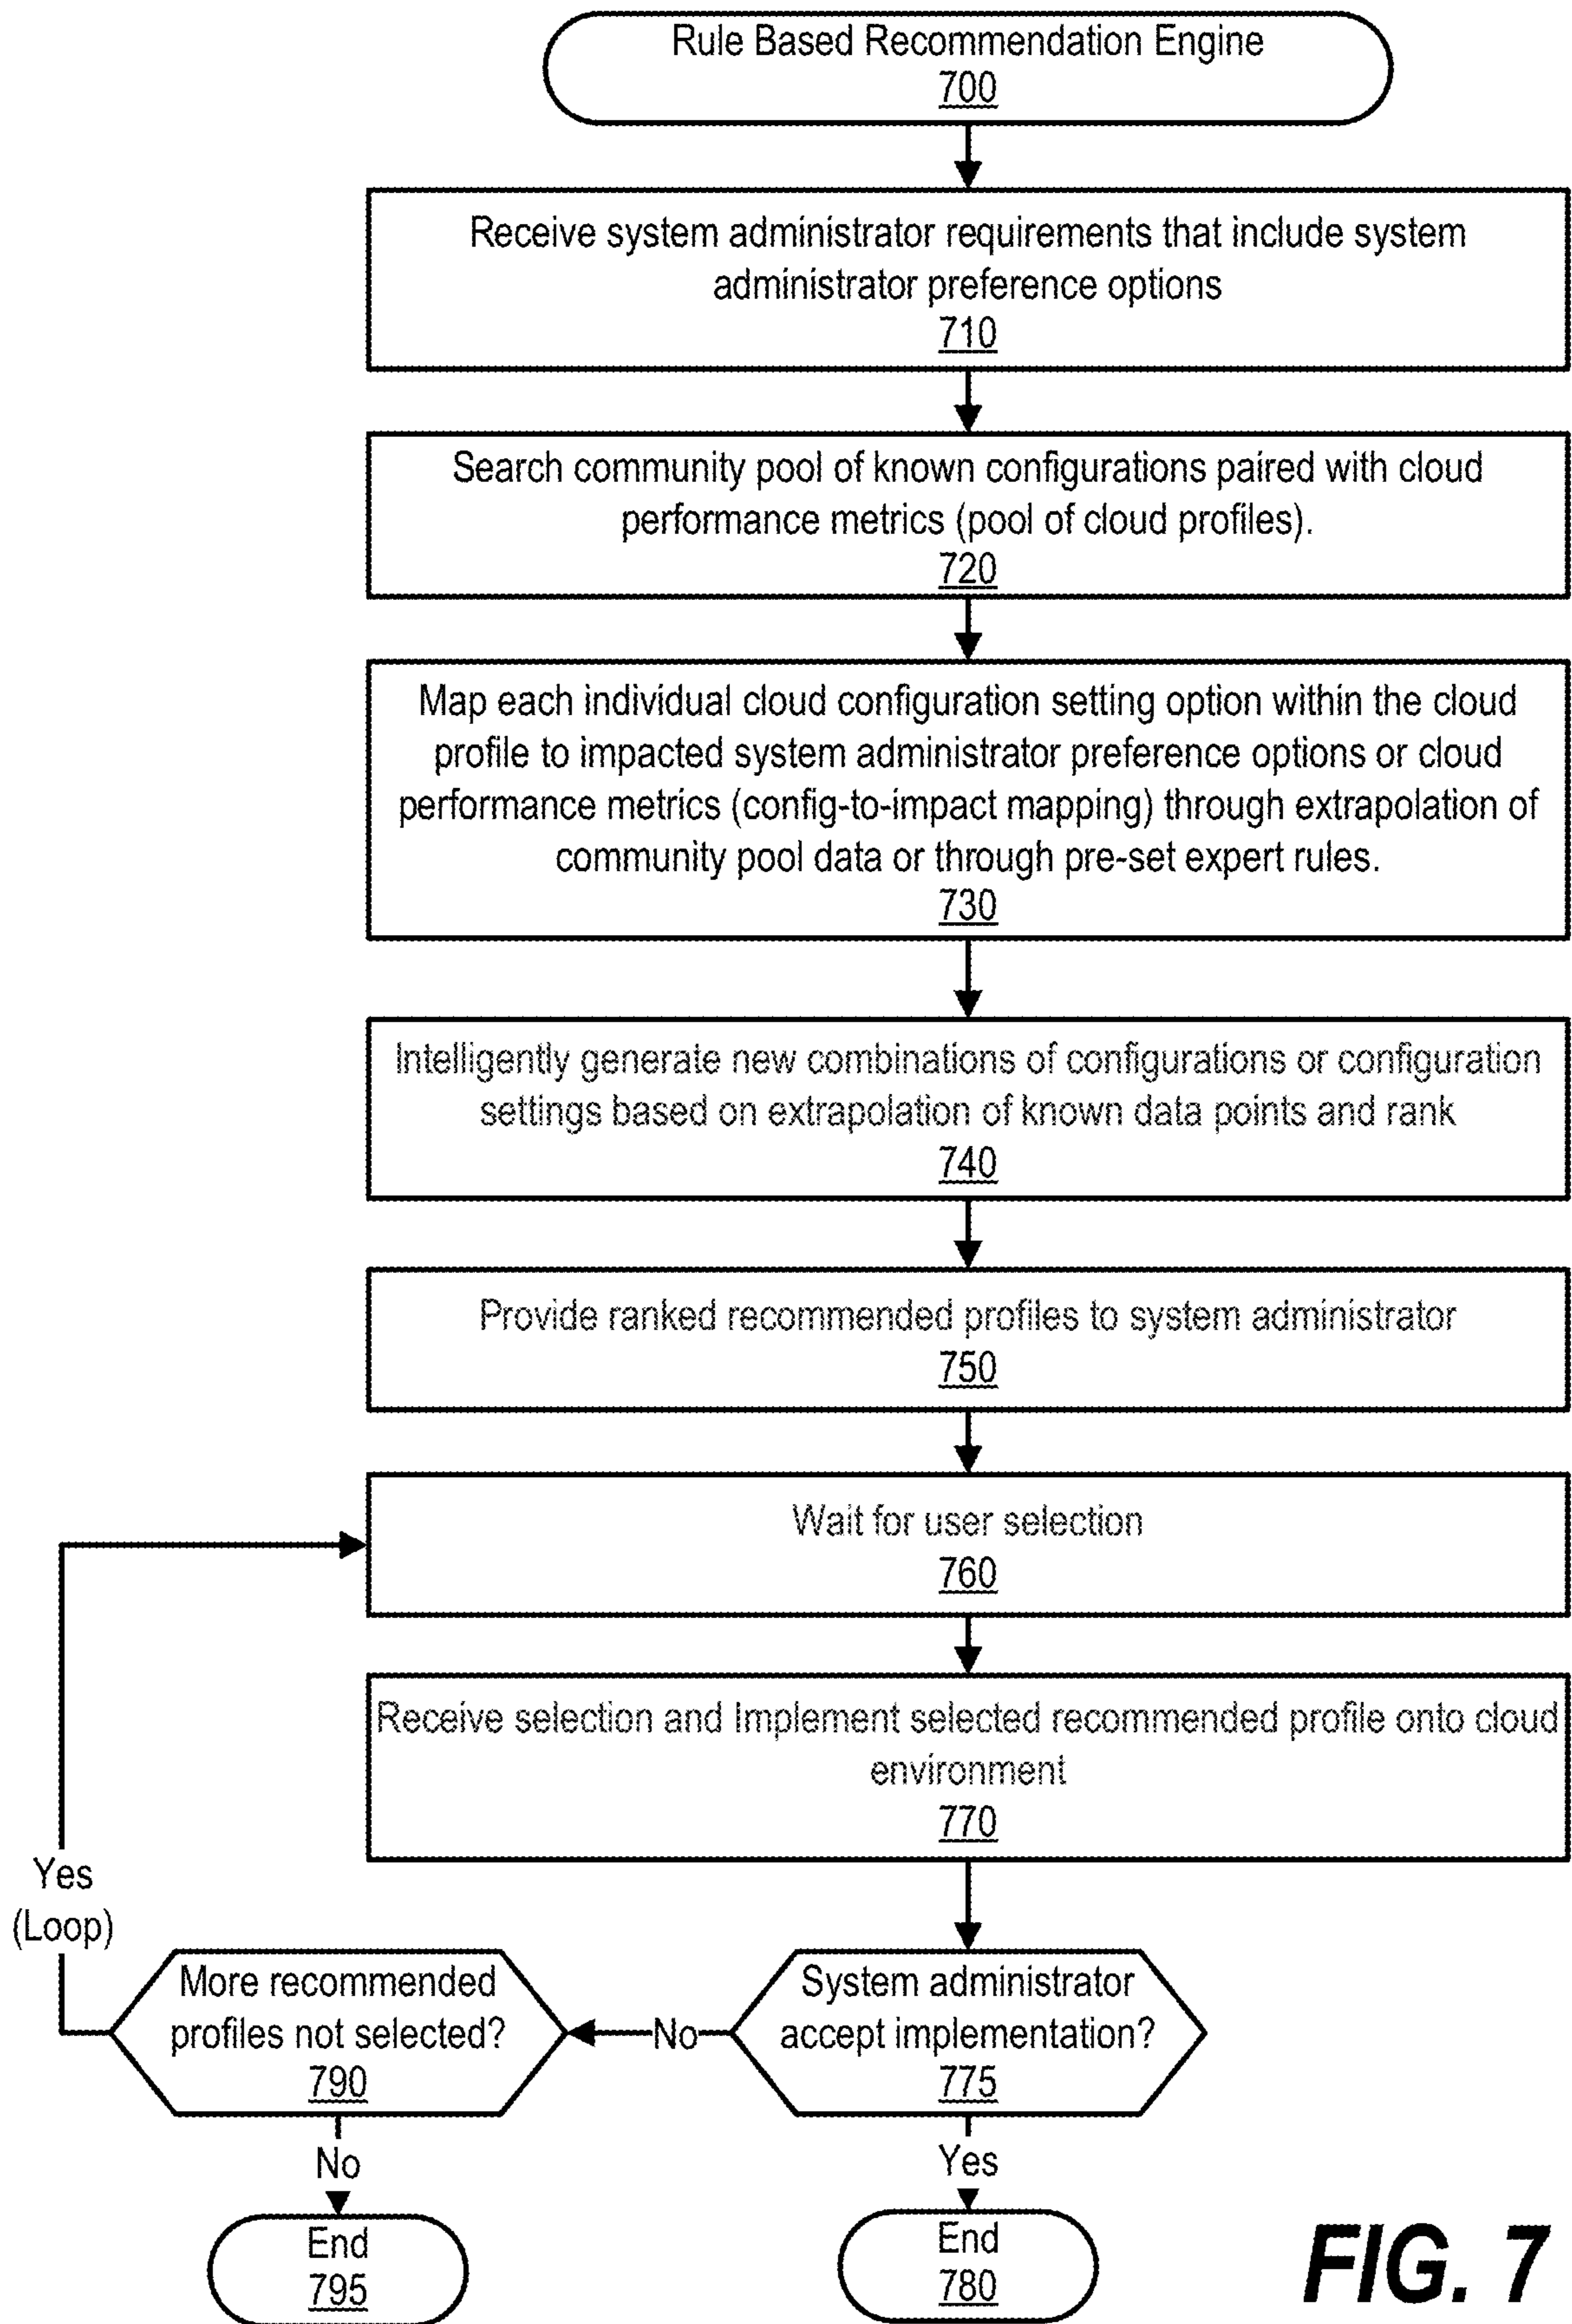 Rule Based Recommendation Engine
700
Receive system administrator requirements that include system
administrator preference options
710
Search community pool of known configurations paired with cloud
performance metrics (pool of cloud profiles).
720
Map each individual cloud configuration setting option within the cloud
profile to impacted system administrator preference options or cloud
performance metrics (config-to-impact mapping) through extrapolation of
community pool data or through pre-set expert rules.
730
Intelligently generate new combinations of configurations or configuration
settings based on extrapolation of known data points and rank
740
Provide ranked recommended profiles to system administrator
750
Wait for user selection
760
Receive selection and Implement selected recommended profile onto cloud
environment
770
System administrator
accept implementation?
775
No
More recommended
profiles not selected?
790
Yes
(Loop)
No
End
795
Yes
End
780
FIG. 7